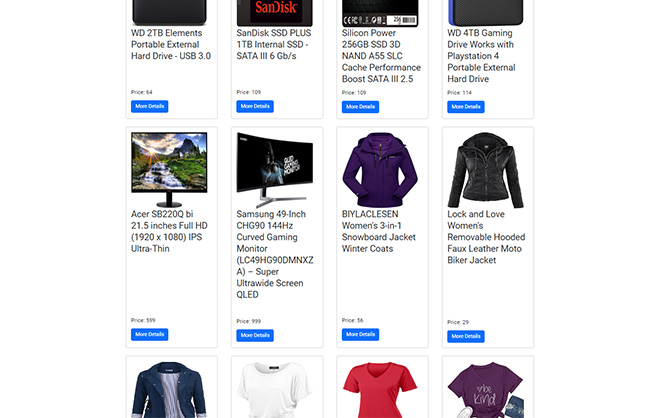 SanDisk
WD 2TB Elements
Portable External
Hard Drive - USB 3.0
Price: 64
More Details
SanDisk SSD PLUS
1TB Internal SSD -
SATA III 6 Gb/s
Price: 109
More Details
Silicon Power
256GB SSD 3D
NAND A55 SLC
Cache Performance
Boost SATA III 2.5
Price: 109
More Details
WD 4TB Gaming
Drive Works with
Playstation 4
Portable External
Hard Drive
Price: 114
More Details
Acer SB220Q bi
21.5 inches Full HD
(1920 x 1080) IPS
Ultra-Thin
Price: 599
More Details
QLED
GAMING
MONITOR
Samsung 49-Inch
CHG90 144Hz
Curved Gaming
Monitor
(LC49HG90DMNXZ
A) – Super
Ultrawide Screen
QLED
Price: 999
More Details
BIYLACLESEN
Women's 3-in-1
Snowboard Jacket
Winter Coats
Price: 56
More Details
Lock and Love
Women's
Removable Hooded
Faux Leather Moto
Biker Jacket
Price: 29
More Details
be
Kind